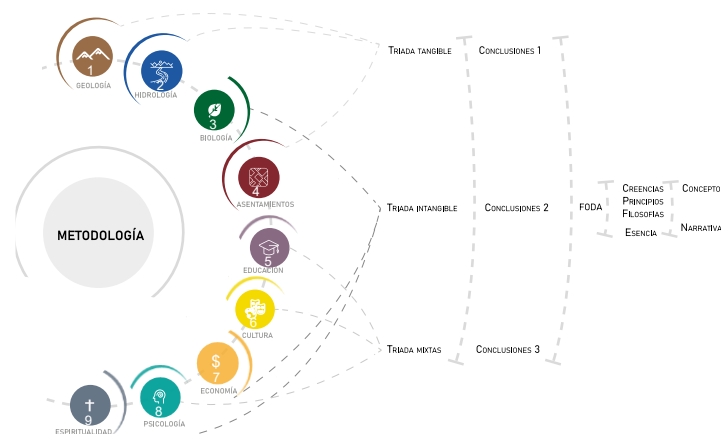 1
GEOLOGÍA
2
HIDROLOGÍA
3
BIOLOGÍA
4
ASENTAMIENTOS
5
EDUCACIÓN
6
CULTURA
$
7
ECONOMÍA
8
PSICOLOGÍA
9
ESPIRITUALIDAD
METODOLOGÍA
TRIADA TANGIBLE
CONCLUSIONES 1
TRIADA INTANGIBLE
CONCLUSIONES 2
TRIADA MIXTAS
CONCLUSIONES 3
FODA
CREENCIAS
PRINCIPIOS
FILOSOFÍAS
ESENCIA
CONCEPTO
NARRATIVA